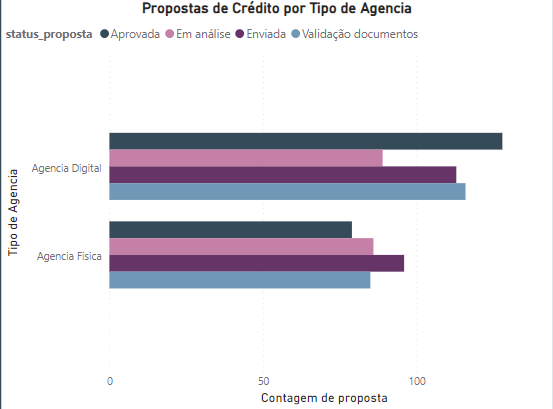 Propostas de Crédito por Tipo de Agencia
status_proposta Aprovada Em análise Enviada Validação documentos
Tipo de Agencia
Agencia Digital
Agencia Fisica
0 50 100
Contagem de proposta